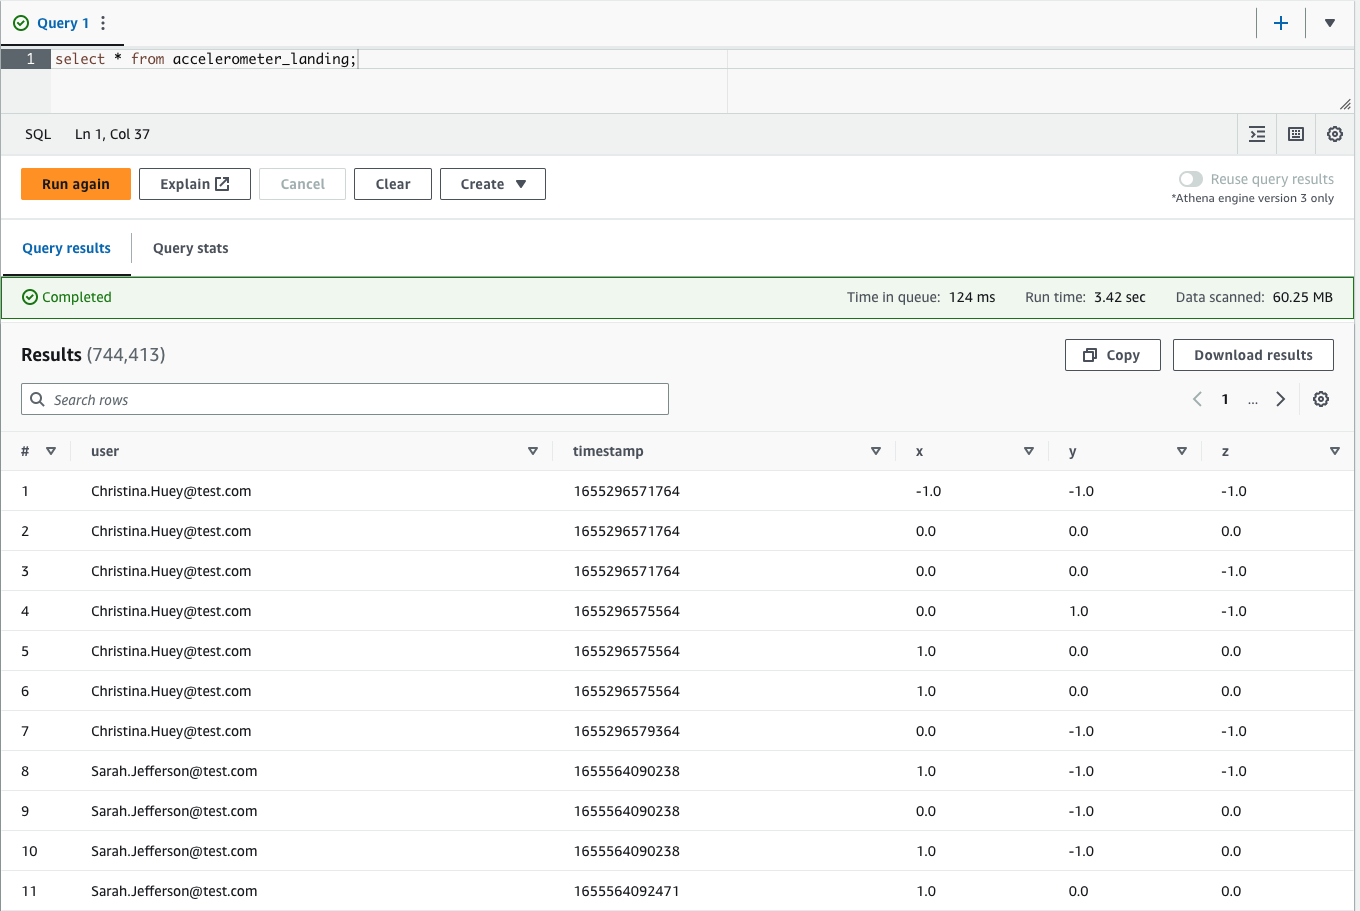 Query 1
1 select * from accelerometer_landing;
SQL Ln 1, Col 37
Run again Explain Cancel Clear Create Reuse query results
*Athena engine version 3 only
Query results Query stats
Completed Time in queue: 124 ms Run time: 3.42 sec Data scanned: 60.25 MB
Results (744,413) Copy Download results
Search rows 1 ...
# user timestamp x y z
1 Christina.Huey@test.com 1655296571764 -1.0 -1.0 -1.0
2 Christina.Huey@test.com 1655296571764 0.0 0.0 0.0
3 Christina.Huey@test.com 1655296571764 0.0 0.0 -1.0
4 Christina.Huey@test.com 1655296575564 0.0 1.0 -1.0
5 Christina.Huey@test.com 1655296575564 1.0 0.0 0.0
6 Christina.Huey@test.com 1655296575564 1.0 0.0 0.0
7 Christina.Huey@test.com 1655296579364 0.0 -1.0 -1.0
8 Sarah.Jefferson@test.com 1655564090238 1.0 -1.0 -1.0
9 Sarah.Jefferson@test.com 1655564090238 0.0 -1.0 0.0
10 Sarah.Jefferson@test.com 1655564090238 1.0 -1.0 0.0
11 Sarah.Jefferson@test.com 1655564092471 1.0 0.0 0.0